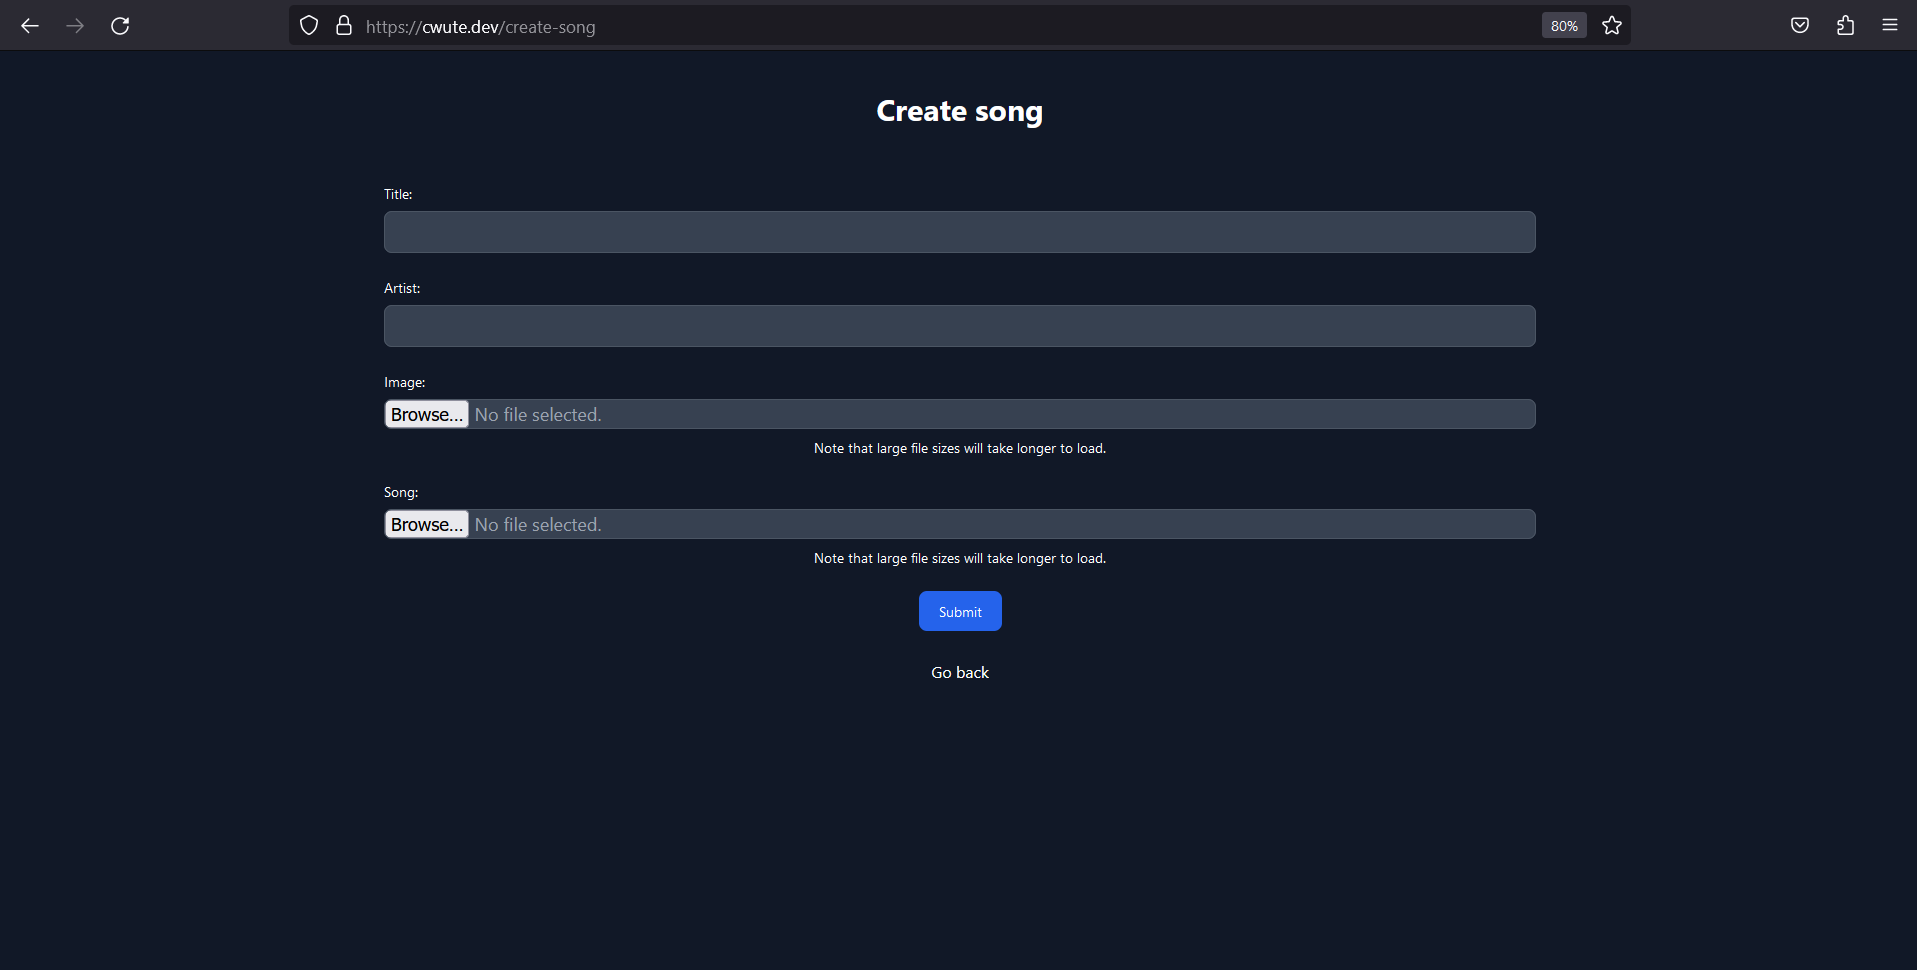 https://cwute.dev/create-song
80%
Create song
Title:
Artist:
Image:
Browse... No file selected.
Note that large file sizes will take longer to load.
Song:
Browse... No file selected.
Note that large file sizes will take longer to load.
Submit
Go back